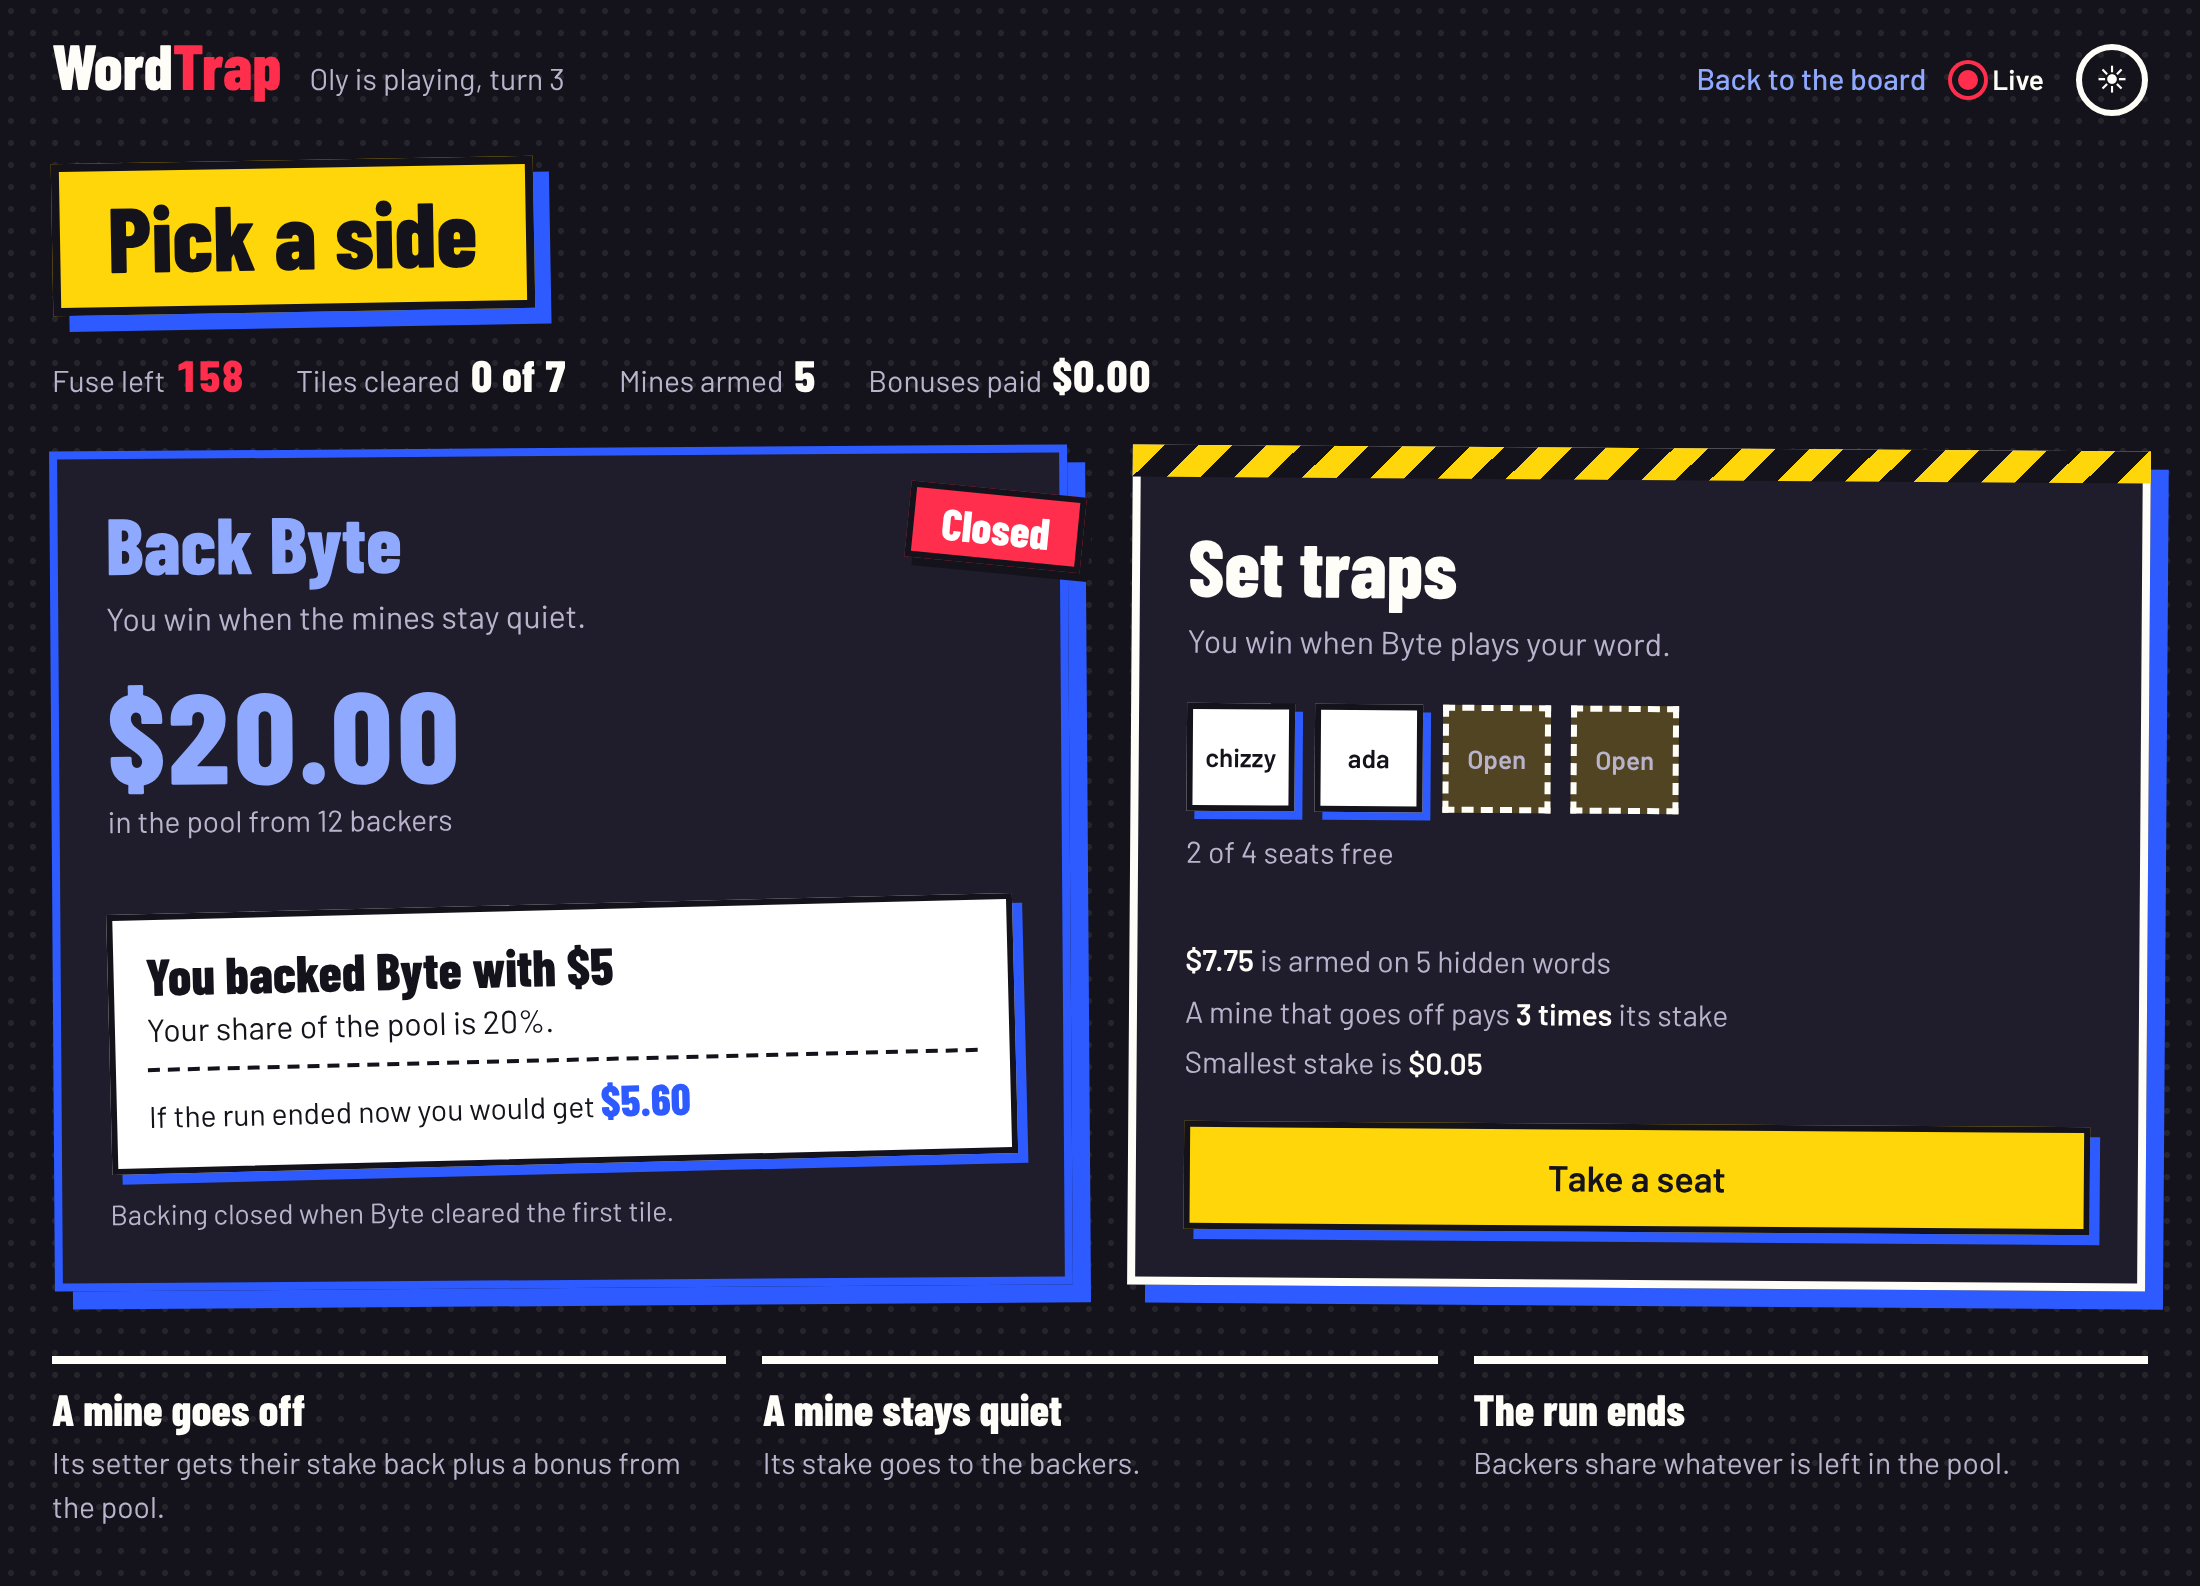 WordTrap
Oly is playing, turn 3
Back to the board
Live
Pick a side
Fuse left 158
Tiles cleared 0 of 7
Mines armed 5
Bonuses paid $0.00
Back Byte
Closed
You win when the mines stay quiet.
$20.00
in the pool from 12 backers
You backed Byte with $5
Your share of the pool is 20%.
If the run ended now you would get $5.60
Backing closed when Byte cleared the first tile.
Set traps
You win when Byte plays your word.
chizzy
ada
Open
Open
2 of 4 seats free
$7.75 is armed on 5 hidden words
A mine that goes off pays 3 times its stake
Smallest stake is $0.05
Take a seat
A mine goes off
Its setter gets their stake back plus a bonus from
the pool.
A mine stays quiet
Its stake goes to the backers.
The run ends
Backers share whatever is left in the pool.